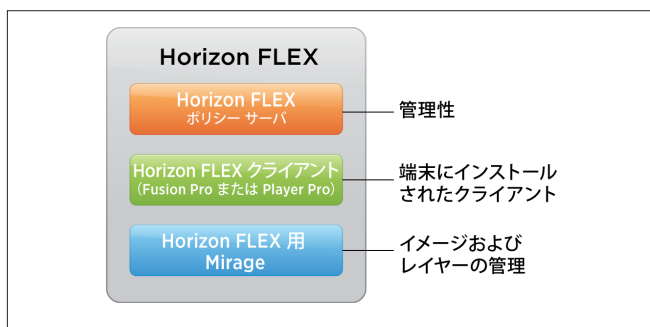 Horizon FLEX
Horizon FLEX
ポリシー サーバ
管理性
Horizon FLEX クライアント
(Fusion Pro または Player Pro)
端末にインストール
されたクライアント
Horizon FLEX 用
Mirage
イメージおよび
レイヤーの管理